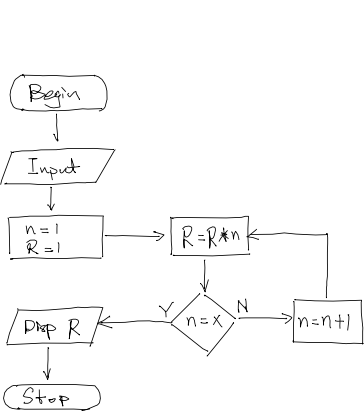 Begin
Input
n=1
R=1
R=R*n
n=x
Y
N
n=n+1
Disp R
Stop